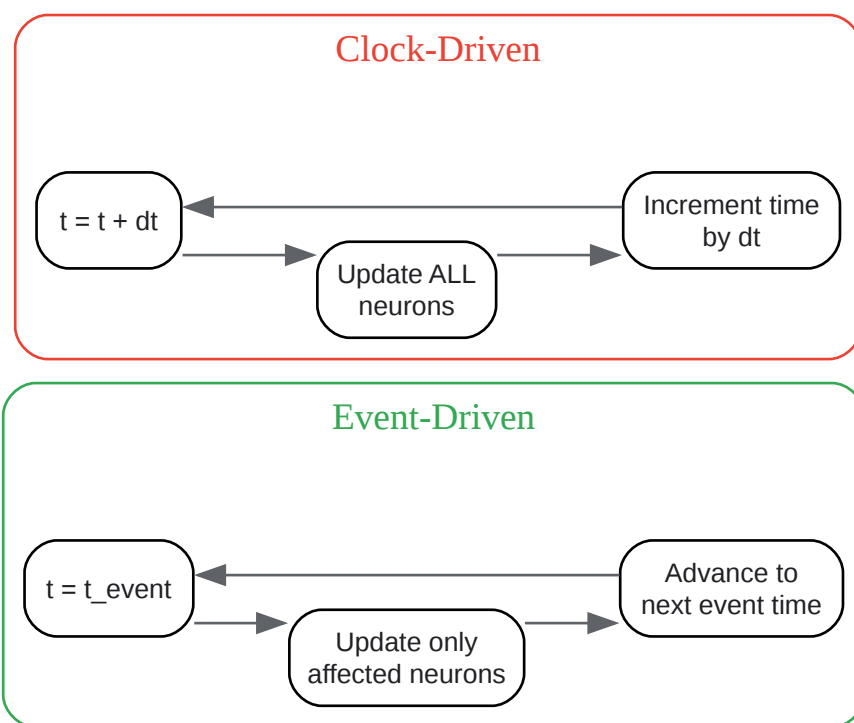 Clock-Driven
t = t + dt
Increment time
by dt
Update ALL
neurons
Event-Driven
t = t_event
Advance to
next event time
Update only
affected neurons